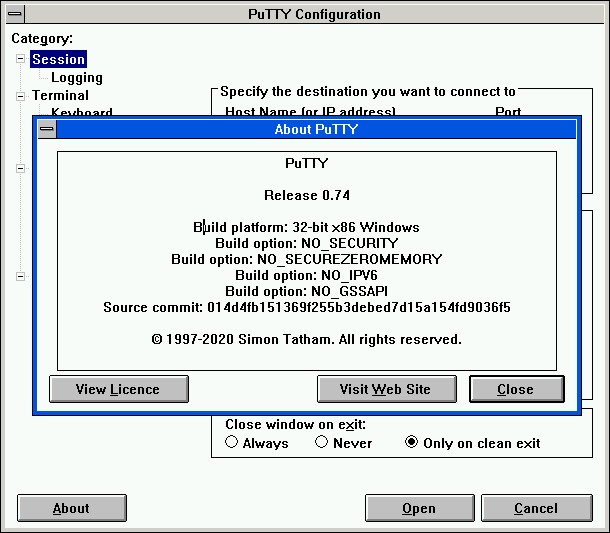 PuTTY Configuration
Category:
Session
Logging
Terminal
Keyboard
Specify the destination you want to connect to
Host Name (or IP address) Port
About PuTTY
PuTTY
Release 0.74
Build platform: 32-bit x86 Windows
Build option: NO_SECURITY
Build option: NO_SECUREZEROMEMORY
Build option: NO_IPV6
Build option: NO_GSSAPI
Source commit: 014d4fb151369f255b3debed7d15a154fd9036f5
© 1997-2020 Simon Tatham. All rights reserved.
View Licence Visit Web Site Close
Close window on exit:
Always Never Only on clean exit
About Open Cancel